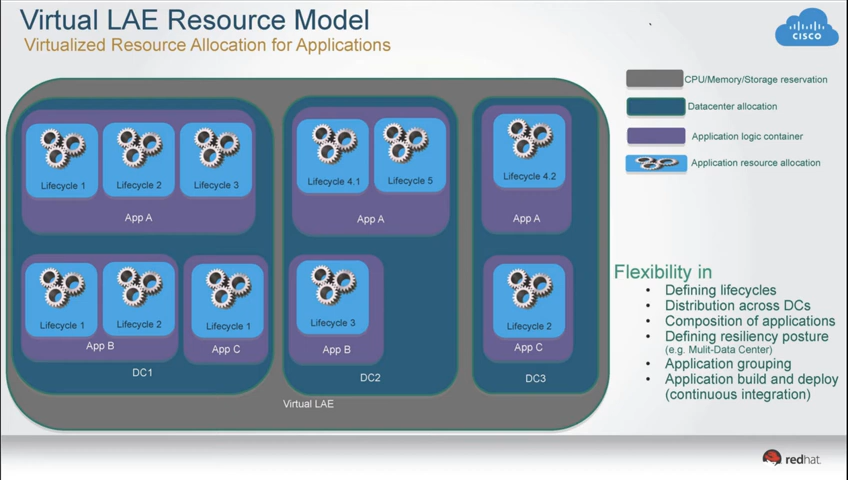 Virtual LAE Resource Model
Virtualized Resource Allocation for Applications
CISCO
CPU/Memory/Storage reservation
Datacenter allocation
Application logic container
Application resource allocation
Lifecycle 1
Lifecycle 2
Lifecycle 3
App A
Lifecycle 1
Lifecycle 2
App B
Lifecycle 1
App C
DC1
Lifecycle 4.1
Lifecycle 5
App A
Lifecycle 3
App B
DC2
Lifecycle 4.2
App A
Lifecycle 2
App C
DC3
Virtual LAE
Flexibility in
• Defining lifecycles
• Distribution across DCs
• Composition of applications
• Defining resiliency posture
(e.g. Mulit-Data Center)
• Application grouping
• Application build and deploy
(continuous integration)
redhat.